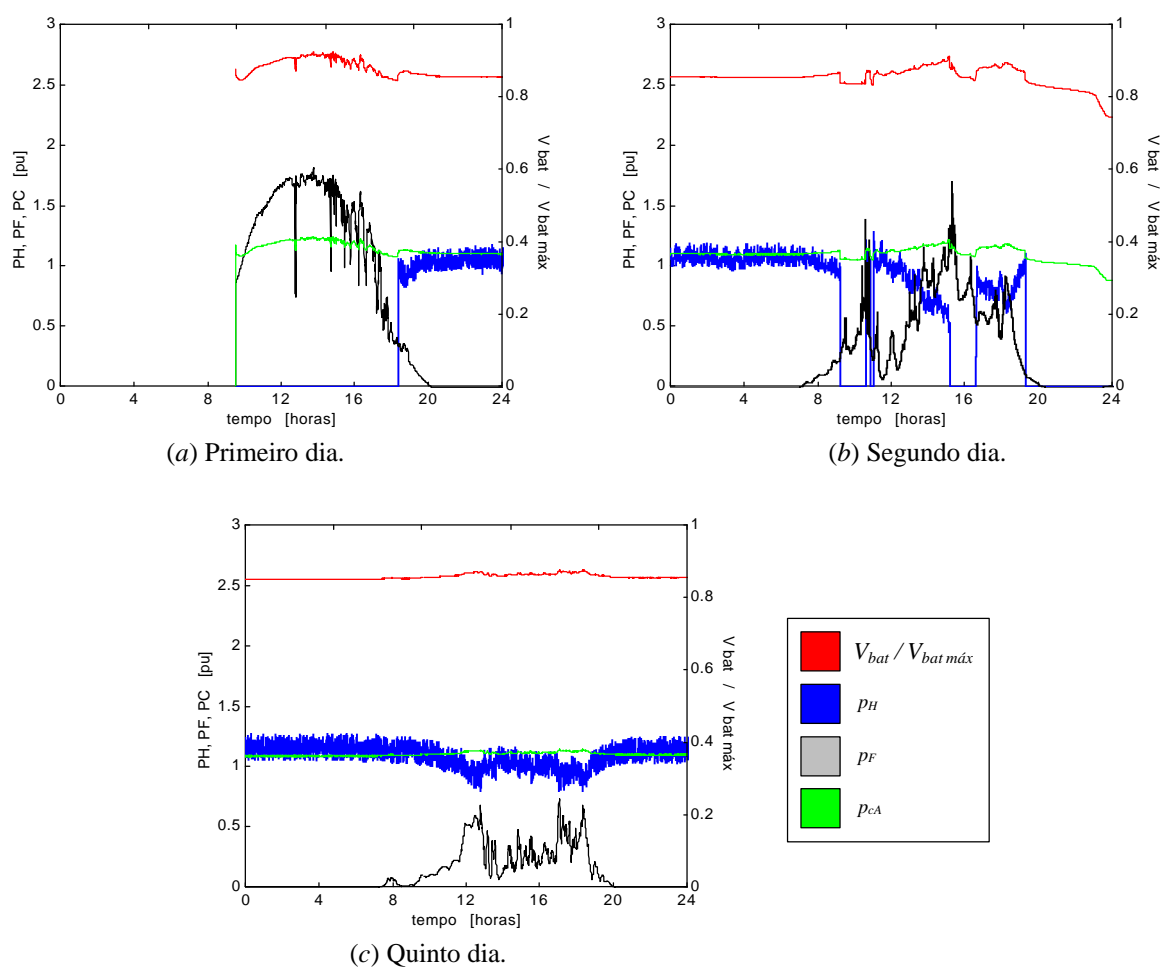 3
2.5
2
1.5
1
0.5
0
1
0.8
0.6
0.4
0.2
0
PH, PF, PC [pu]
V bat / V bat máx
0 4 8 12 16 20 24
tempo [horas]
(a) Primeiro dia.
3
2.5
2
1.5
1
0.5
0
1
0.8
0.6
0.4
0.2
0
PH, PF, PC [pu]
V bat / V bat máx
0 4 8 12 16 20 24
tempo [horas]
(b) Segundo dia.
3
2.5
2
1.5
1
0.5
0
1
0.8
0.6
0.4
0.2
0
PH, PF, PC [pu]
V bat / V bat máx
0 4 8 12 16 20 24
tempo [horas]
(c) Quinto dia.
Vbat / Vbat máx
pH
pF
pcA